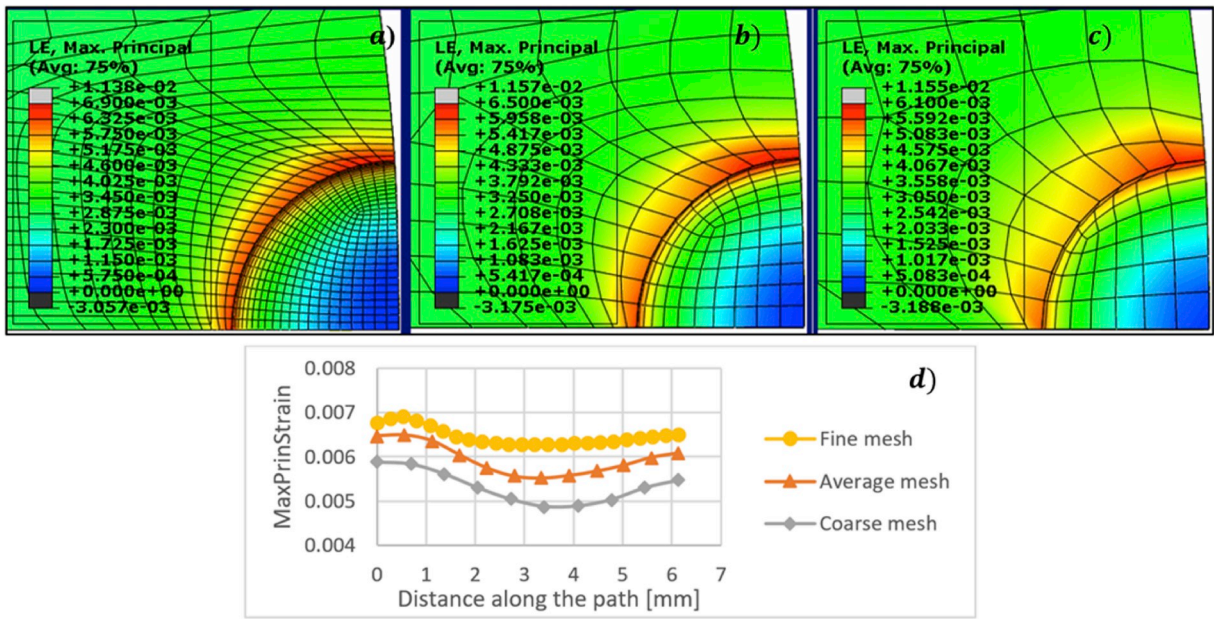 a)
LE, Max. Principal
(Avg: 75%)
+1.138e-02
+6.900e-03
+6.325e-03
+5.750e-03
+5.175e-03
+4.600e-03
+4.025e-03
+3.450e-03
+2.875e-03
+2.300e-03
+1.725e-03
+1.150e-03
+5.750e-04
+0.000e+00
-3.057e-03
b)
LE, Max. Principal
(Avg: 75%)
+1.157e-02
+6.500e-03
+5.958e-03
+5.417e-03
+4.875e-03
+4.333e-03
+3.792e-03
+3.250e-03
+2.708e-03
+2.167e-03
+1.625e-03
+1.083e-03
+5.417e-04
+0.000e+00
-3.175e-03
c)
LE, Max. Principal
(Avg: 75%)
+1.155e-02
+6.100e-03
+5.592e-03
+5.083e-03
+4.575e-03
+4.067e-03
+3.558e-03
+3.050e-03
+2.542e-03
+2.033e-03
+1.525e-03
+1.017e-03
+5.083e-04
+0.000e+00
-3.188e-03
d)
MaxPrinStrain
0.008
0.007
0.006
0.005
0.004
0 1 2 3 4 5 6 7
Distance along the path [mm]
Fine mesh
Average mesh
Coarse mesh